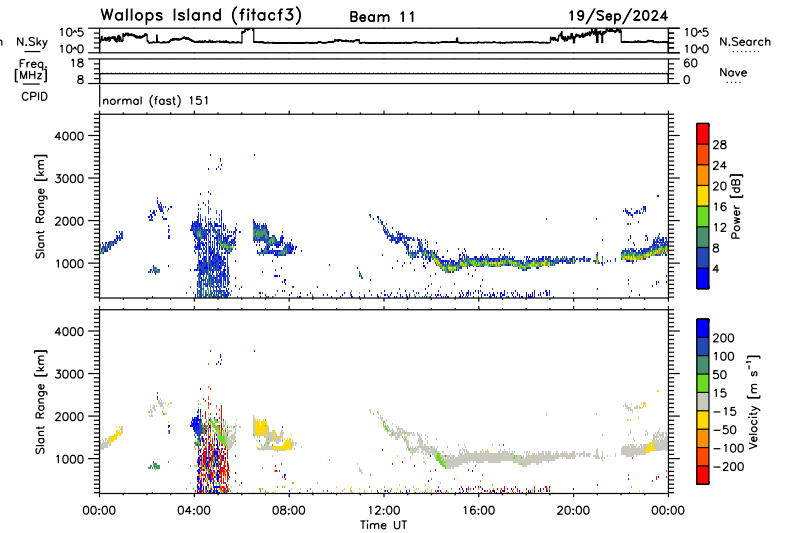 Wallops Island (fitacf3) Beam 11 19/Sep/2024
n N.Sky 10^5 10^0 10^5 10^0 N.Search
Freq. [MHz] 18 8 60 0 Nave
CPID normal (fast) 151
Slant Range [km] 4000 3000 2000 1000
28 24 20 16 12 8 4 Power [dB]
Slant Range [km] 4000 3000 2000 1000
200 100 50 15 -15 -50 -100 -200 Velocity [m s⁻¹]
00:00 04:00 08:00 12:00 16:00 20:00 00:00
Time UT